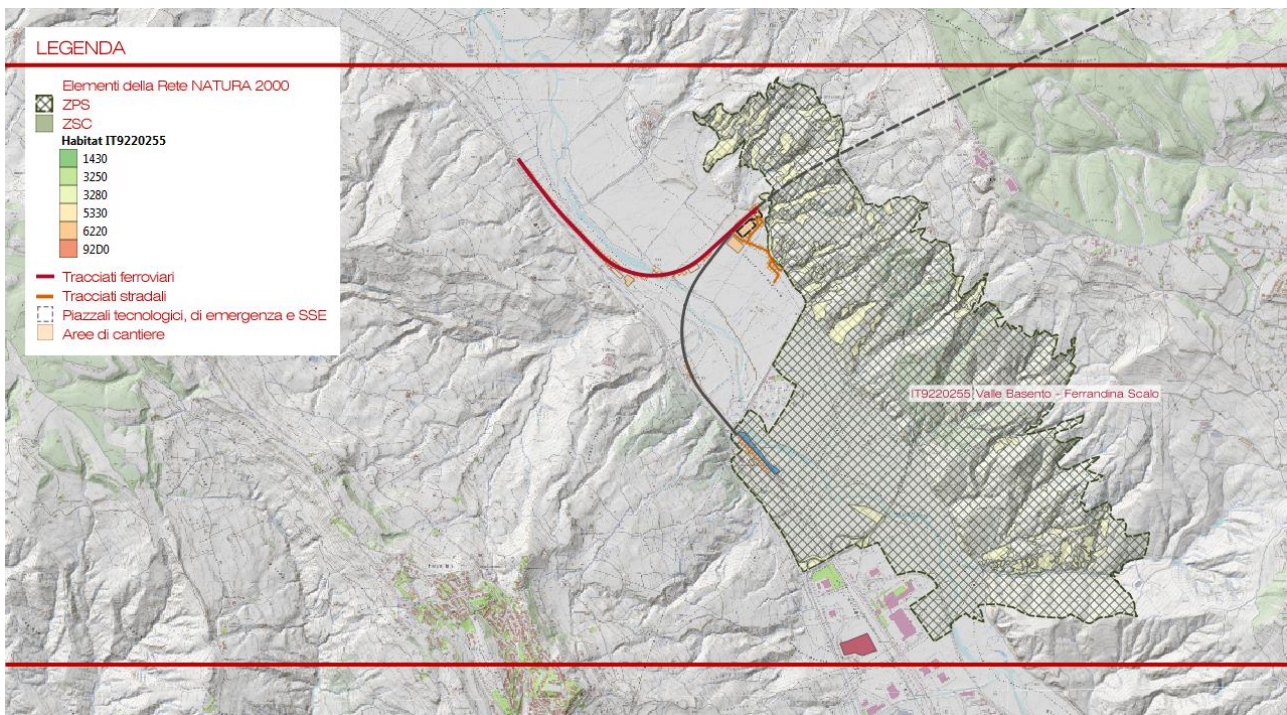 LEGENDA
Elementi della Rete NATURA 2000
ZPS
ZSC
Habitat IT9220255
1430
3250
3280
5330
6220
92D0
Tracciati ferroviari
Tracciati stradali
Piazzali tecnologici, di emergenza e SSE
Aree di cantiere
IT9220255 Valle Basento - Ferrandina Scalo